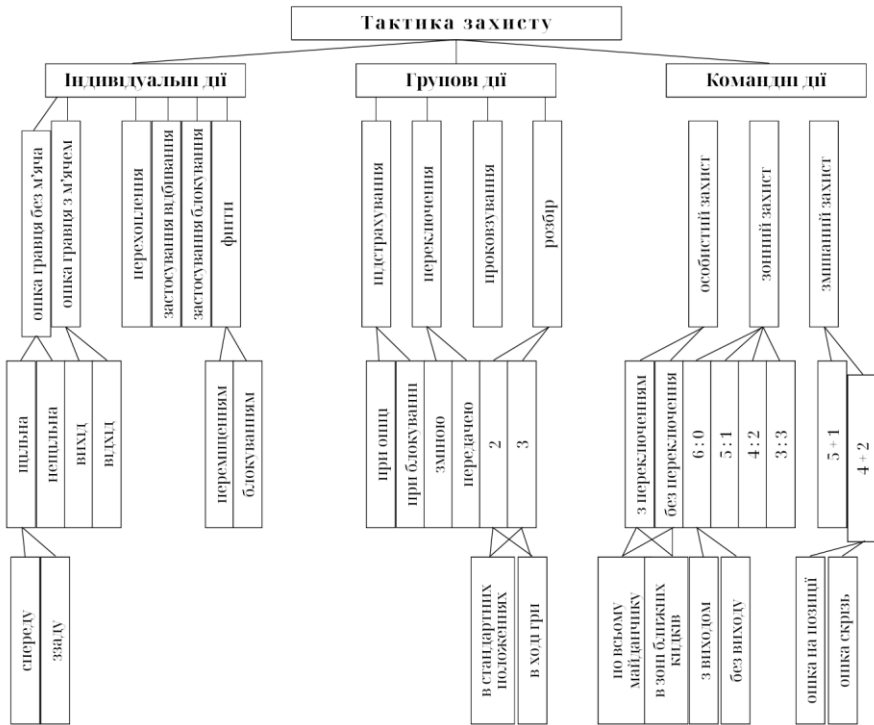 Тактика захисту
Індивідуальні дії
Групові дії
Командні дії
опіка гравця без м'яча
опіка гравця з м'ячем
перехоплення
застосування відбивання
застосування блокування
фінти
підстрахування
переключення
проковзування
розбір
особистий захист
зонний захист
змішаний захист
щільна
нещільна
вихід
відхід
переміщенням
блокуванням
при опіці
при блокуванні
зміною
передачею
2
3
з переключенням
без переключення
6 : 0
5 : 1
4 : 2
3 : 3
5 + 1
4 + 2
спереду
ззаду
в стандартних
положеннях
в ході гри
по всьому
майданчику
в зоні ближніх
кидків
з виходом
без виходу
опіка на позиції
опіка скрізь